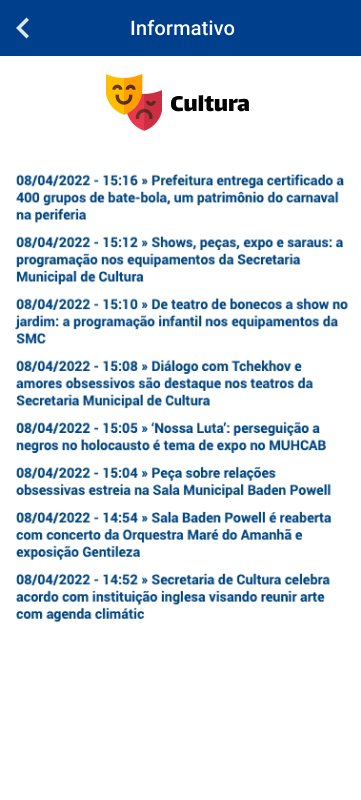 Informativo
Cultura
08/04/2022 - 15:16 » Prefeitura entrega certificado a
400 grupos de bate-bola, um patrimônio do carnaval
na periferia
08/04/2022 - 15:12 » Shows, peças, expo e saraus: a
programação nos equipamentos da Secretaria
Municipal de Cultura
08/04/2022 - 15:10 » De teatro de bonecos a show no
jardim: a programação infantil nos equipamentos da
SMC
08/04/2022 - 15:08 » Diálogo com Tchekhov e
amores obsessivos são destaque nos teatros da
Secretaria Municipal de Cultura
08/04/2022 - 15:05 » ‘Nossa Luta’: perseguição a
negros no holocausto é tema de expo no MUHCAB
08/04/2022 - 15:04 » Peça sobre relações
obsessivas estreia na Sala Municipal Baden Powell
08/04/2022 - 14:54 » Sala Baden Powell é reaberta
com concerto da Orquestra Maré do Amanhã e
exposição Gentileza
08/04/2022 - 14:52 » Secretaria de Cultura celebra
acordo com instituição inglesa visando reunir arte
com agenda climátic